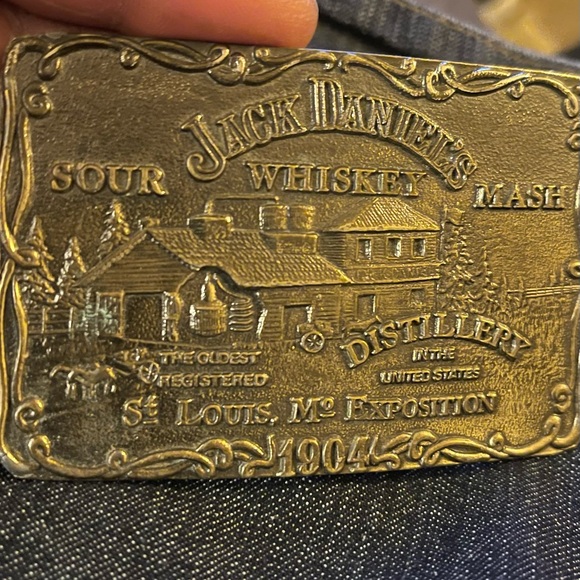 JACK DANIEL'S
SOUR WHISKEY MASH
DISTILLERY
THE OLDEST IN THE
REGISTERED UNITED STATES
St. LOUIS, Mo EXPOSITION
1904